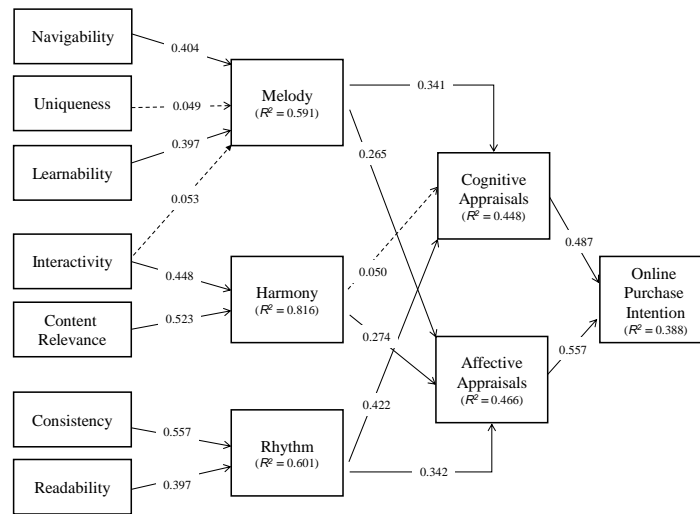 Navigability
0.404
Uniqueness
0.049
Melody
(R² = 0.591)
0.341
Learnability
0.397
0.265
0.053
Cognitive
Appraisals
(R² = 0.448)
Interactivity
0.448
Harmony
(R² = 0.816)
0.050
0.487
Online
Purchase
Intention
(R² = 0.388)
Content
Relevance
0.523
0.274
Affective
Appraisals
(R² = 0.466)
0.557
Consistency
0.557
0.422
Rhythm
(R² = 0.601)
0.342
Readability
0.397